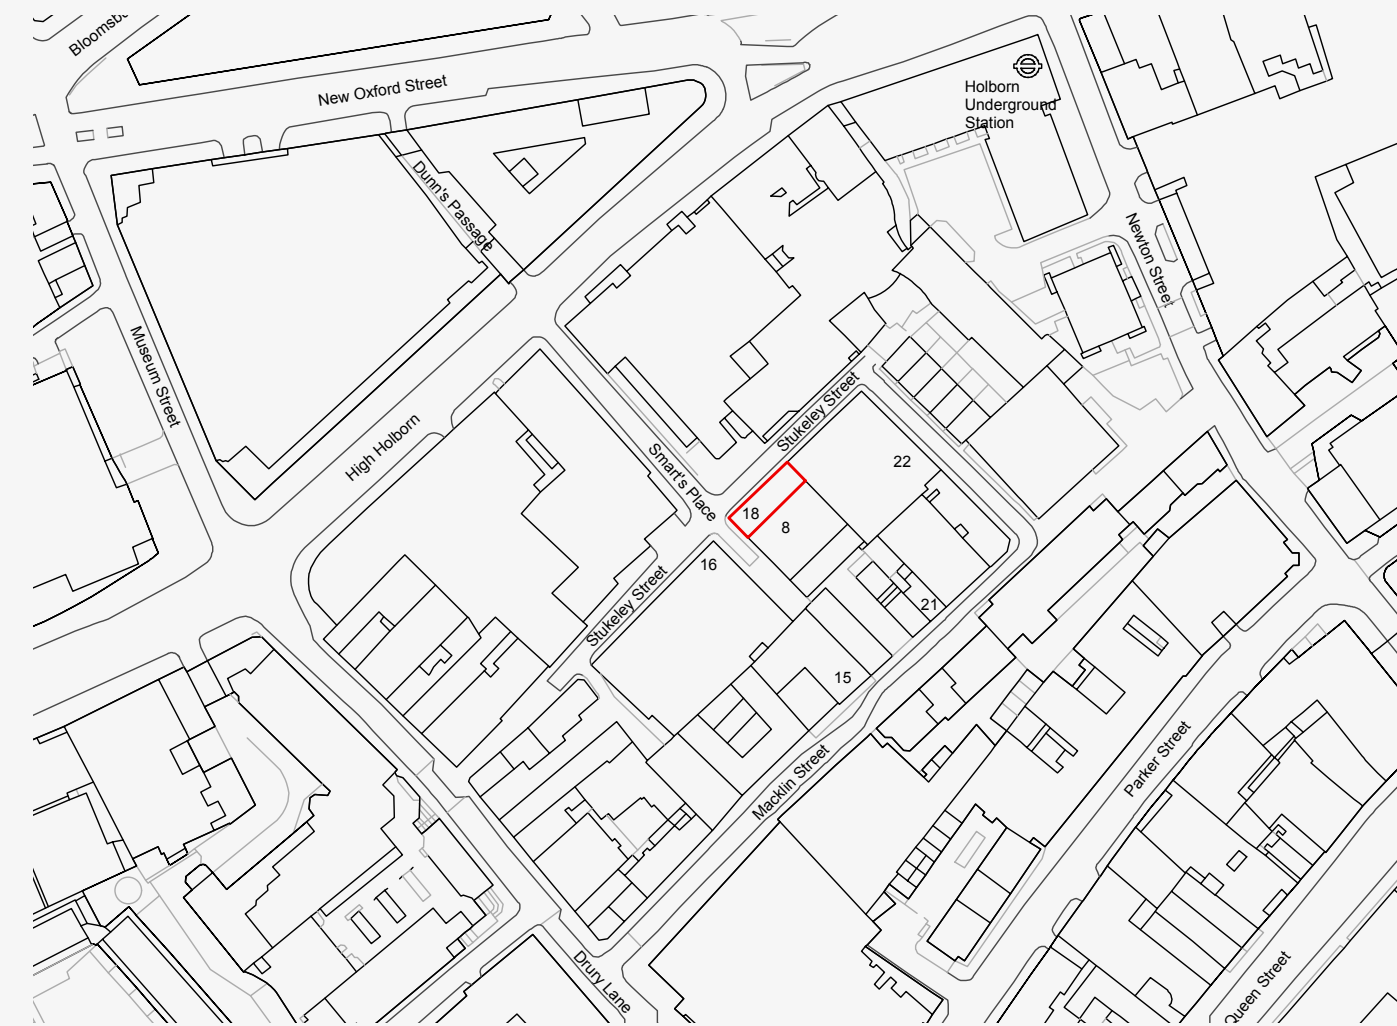 Bloomsbu
New Oxford Street
Holborn
Underground
Station
Dunn's Passage
Newton Street
Museum Street
High Holborn
Stukeley Street
Smart's Place
22
18
8
16
Stukeley Street
21
15
Macklin Street
Parker Street
Drury Lane
Queen Street